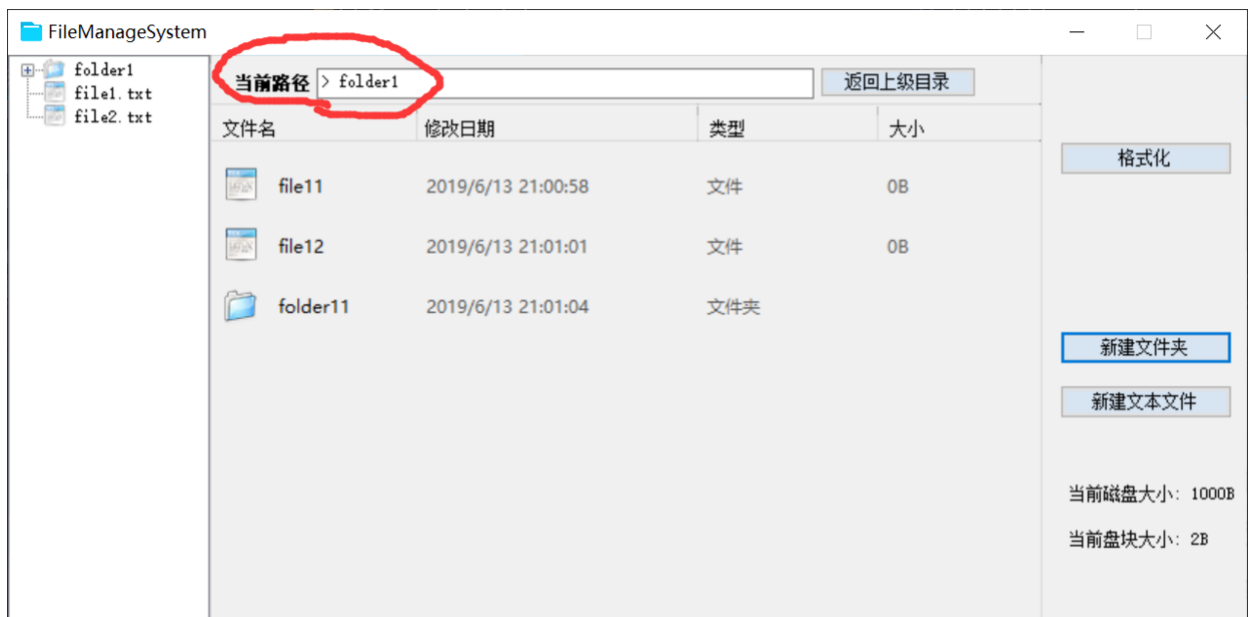 FileManageSystem
folder1
file1.txt
file2.txt
当前路径 > folder1 返回上级目录
文件名 修改日期 类型 大小
file11 2019/6/13 21:00:58 文件 0B
file12 2019/6/13 21:01:01 文件 0B
folder11 2019/6/13 21:01:04 文件夹
格式化
新建文件夹
新建文本文件
当前磁盘大小: 1000B
当前盘块大小: 2B